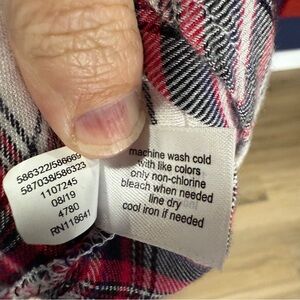 586322/586669
587038/586323
1107245
08/19
4780
RN118641
machine wash cold
with like colors
only non-chlorine
bleach when needed
line dry
cool iron if needed